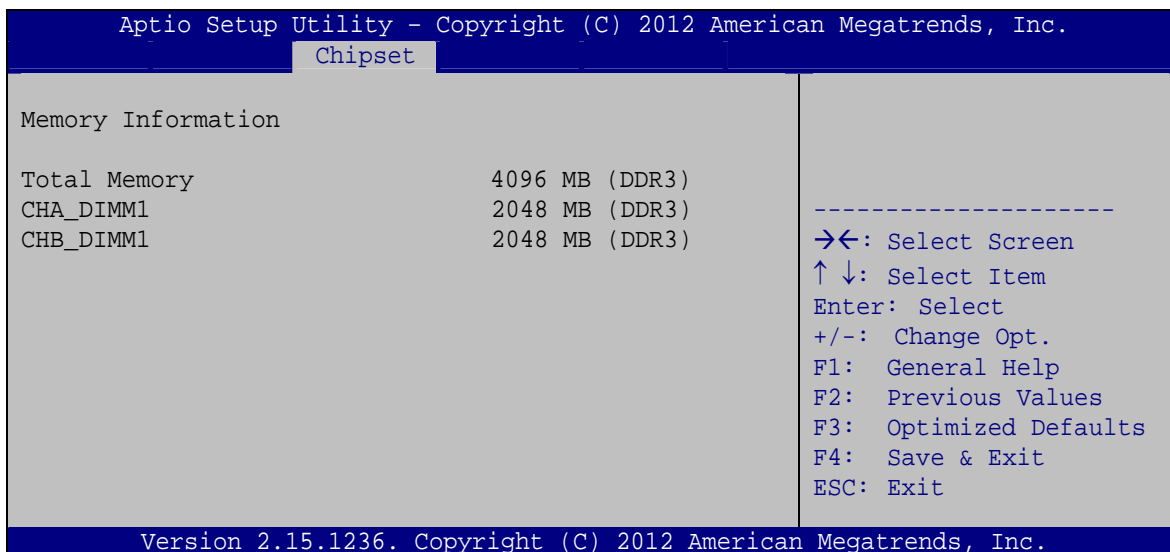 Aptio Setup Utility – Copyright (C) 2012 American Megatrends, Inc.
Chipset
Memory Information
Total Memory 4096 MB (DDR3)
CHA_DIMM1 2048 MB (DDR3)
CHB_DIMM1 2048 MB (DDR3)
---------------------
→←: Select Screen
↑ ↓: Select Item
Enter: Select
+/-: Change Opt.
F1: General Help
F2: Previous Values
F3: Optimized Defaults
F4: Save & Exit
ESC: Exit
Version 2.15.1236. Copyright (C) 2012 American Megatrends, Inc.